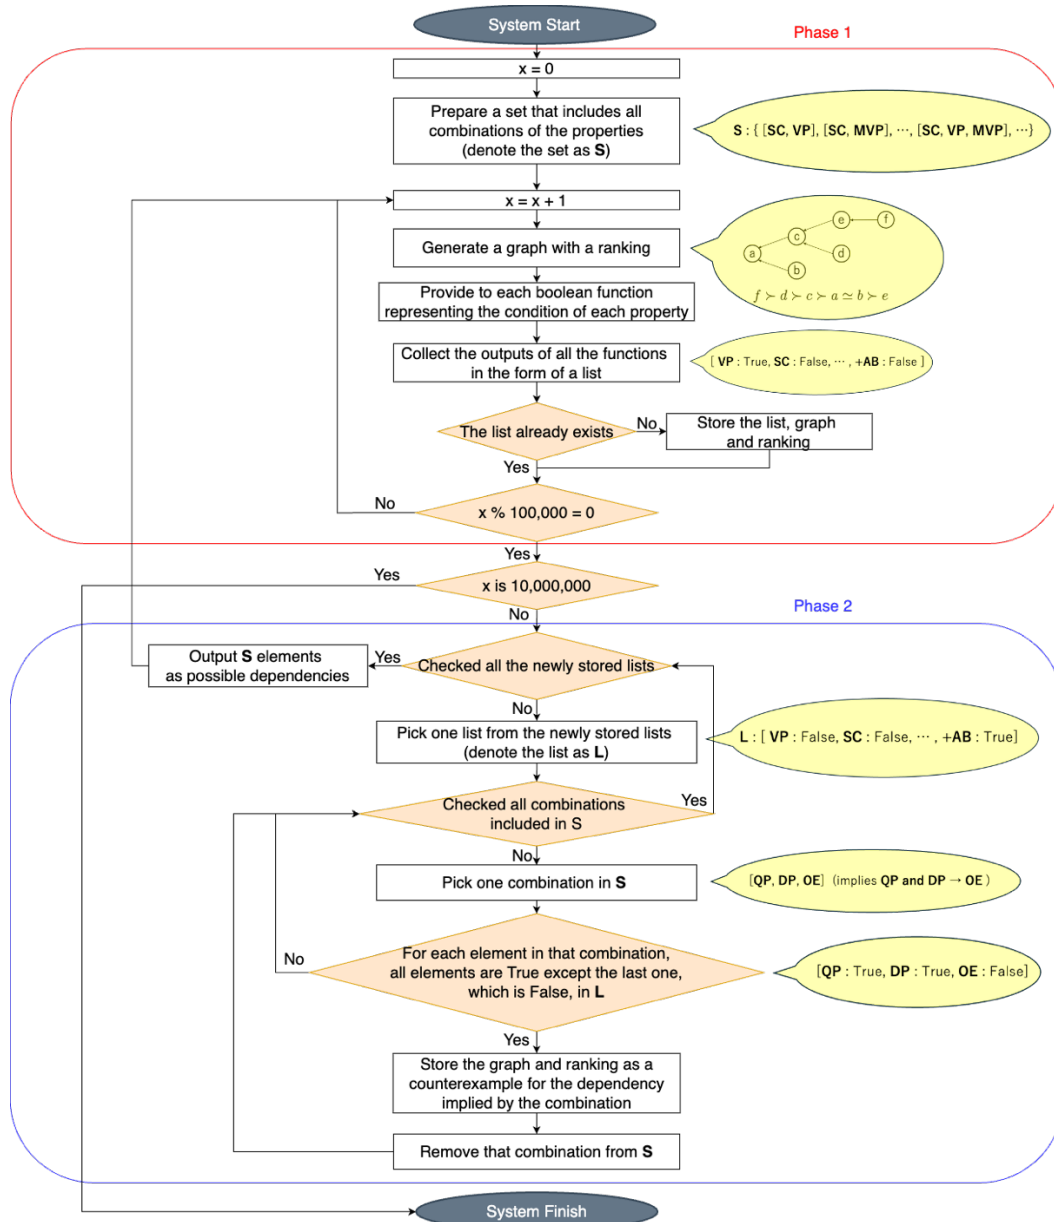 System Start
Phase 1
x = 0
Prepare a set that includes all
combinations of the properties
(denote the set as S)
S : { [SC, VP], [SC, MVP], ⋯, [SC, VP, MVP], ⋯}
x = x + 1
Generate a graph with a ranking
e
f
c
a
d
b
f ≻ d ≻ c ≻ a ≃ b ≻ e
Provide to each boolean function
representing the condition of each property
Collect the outputs of all the functions
in the form of a list
[ VP : True, SC : False, ⋯ , +AB : False ]
The list already exists
No
Store the list, graph
and ranking
Yes
No
x % 100,000 = 0
Yes
Yes
x is 10,000,000
No
Phase 2
Output S elements
as possible dependencies
Yes
Checked all the newly stored lists
No
Pick one list from the newly stored lists
(denote the list as L)
L : [ VP : False, SC : False, ⋯ , +AB : True]
Checked all combinations
included in S
Yes
No
Pick one combination in S
[QP, DP, OE] (implies QP and DP → OE )
No
For each element in that combination,
all elements are True except the last one,
which is False, in L
[QP : True, DP : True, OE : False]
Yes
Store the graph and ranking as a
counterexample for the dependency
implied by the combination
Remove that combination from S
System Finish